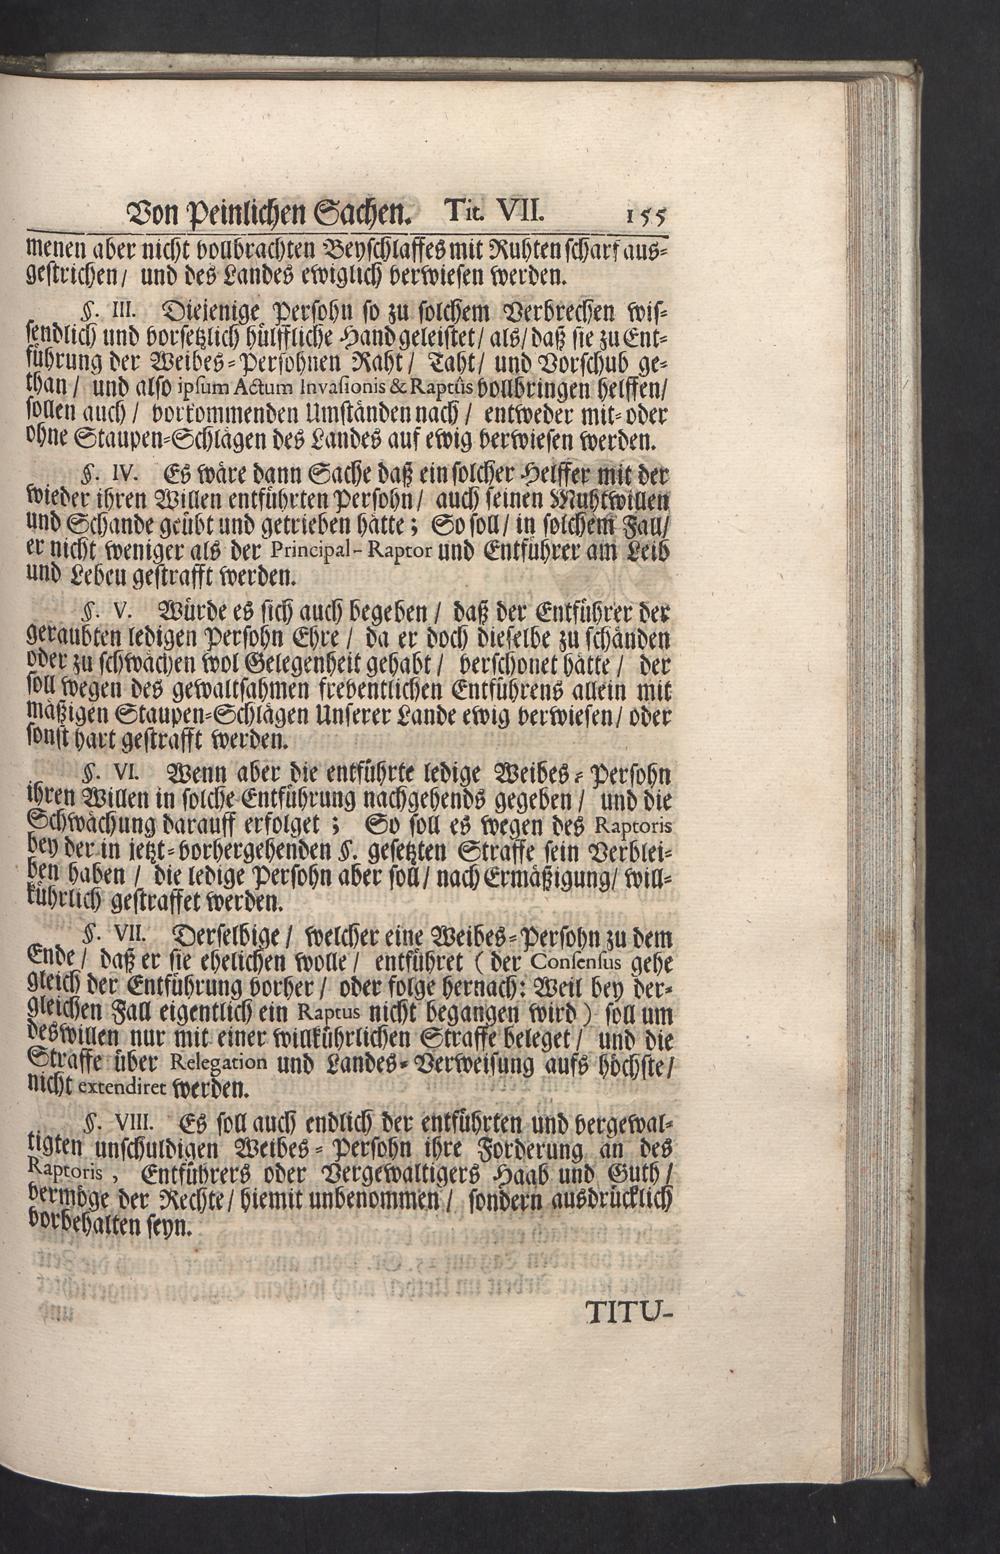 Von Peinlichen Sachen. Tit. VII. 155
menen aber nicht vollbrachten Beyschlaffes mit Ruhten scharf aus-
gestrichen / und des Landes ewiglich verwiesen werden.
§. III. Diejenige Persohn so zu solchem Verbrechen wis-
sendlich und vorsetzlich hülffliche Hand geleistet / als / daß sie zu Ent-
führung der Weibes-Persohnen Raht / Taht / und Vorschub ge-
than / und also ipsum Actum Invasionis & Raptûs vollbringen helffen /
sollen auch / vorkommenden Umständen nach / entweder mit- oder
ohne Staupen-Schlägen des Landes auf ewig verwiesen werden.
§. IV. Es wäre dann Sache daß ein solcher Helffer mit der
wieder ihren Willen entführten Persohn / auch seinen Muhtwillen
und Schande geübt und getrieben hätte ; So soll / in solchem Fall /
er nicht weniger als der Principal-Raptor und Entführer am Leib
und Leben gestrafft werden.
§. V. Würde es sich auch begeben / daß der Entführer der
geraubten ledigen Persohn Ehre / da er doch dieselbe zu schänden
oder zu schwächen wol Gelegenheit gehabt / verschonet hätte / der
soll wegen des gewaltsahmen freventlichen Entführens allein mit
mäßigen Staupen-Schlägen Unserer Lande ewig verwiesen / oder
sonst hart gestrafft werden.
§. VI. Wenn aber die entführte ledige Weibes-Persohn
ihren Willen in solche Entführung nachgehends gegeben / und die
Schwächung darauff erfolget ; So soll es wegen des Raptoris
bey der in jetzt-vorhergehenden §. gesetzten Straffe sein Verblei-
ben haben / die ledige Persohn aber soll / nach Ermäßigung / will-
kührlich gestraffet werden.
§. VII. Derselbige / welcher eine Weibes-Persohn zu dem
Ende / daß er sie ehelichen wolle / entführet ( der Consensus gehe
gleich der Entführung vorher / oder folge hernach: Weil bey der-
gleichen Fall eigentlich ein Raptus nicht begangen wird ) soll um
deswillen nur mit einer willkührlichen Straffe beleget / und die
Straffe über Relegation und Landes-Verweisung aufs höchste /
nicht extendiret werden.
§. VIII. Es soll auch endlich der entführten und vergewal-
tigten unschuldigen Weibes-Persohn ihre Forderung an des
Raptoris , Entführers oder Vergewaltigers Haab und Guth /
vermöge der Rechte / hiemit unbenommen / sondern ausdrücklich
vorbehalten seyn.
TITU-